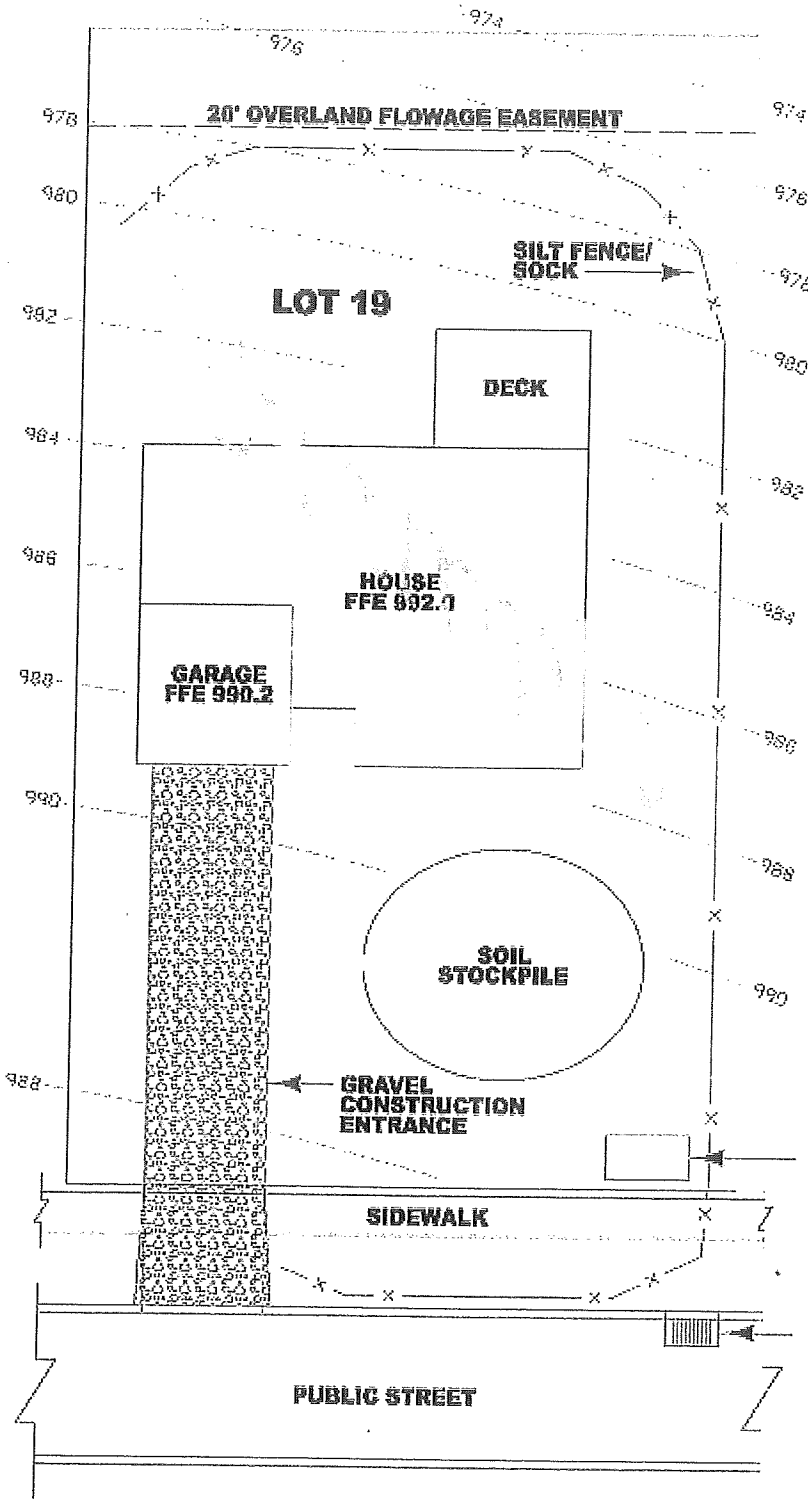 974
976
20' OVERLAND FLOWAGE EASEMENT
978
974
976
980
SILT FENCE/
SOCK
978
LOT 19
982
980
DECK
984
982
986
HOUSE
FFE 992.1
984
GARAGE
FFE 990.2
988
986
990
988
SOIL
STOCKPILE
990
988
GRAVEL
CONSTRUCTION
ENTRANCE
SIDEWALK
PUBLIC STREET